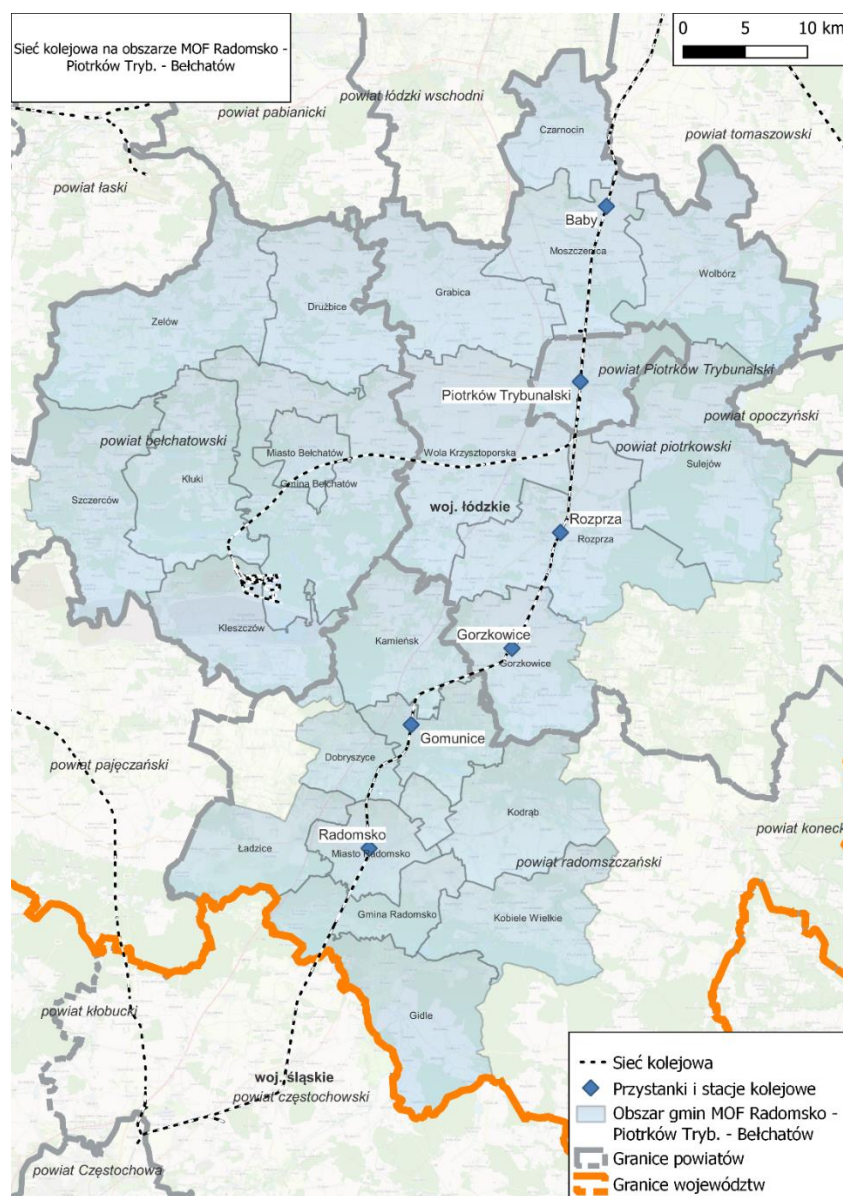 Sieć kolejowa na obszarze MOF Radomsko -
Piotrków Tryb. - Bełchatów
0 5 10 km
powiat łódzki wschodni
powiat pabianicki
Czarnocin
powiat tomaszowski
powiat łaski
Baby
Moszczenica
Wolbórz
Grabica
Drużbice
Zelów
powiat Piotrków Trybunalski
Piotrków Trybunalski
powiat opoczyński
powiat bełchatowski
powiat piotrkowski
Miasto Bełchatów
Wola Krzysztoporska
Sulejów
Kluki
Gmina Bełchatów
Szczerców
woj. łódzkie
Rozprza
Rozprza
Kleszczów
Kamieńsk
Gorzkowice
Gorzkowice
Gomunice
Dobryszyce
powiat pajęczański
Kodrąb
powiat koneck
Radomsko
Ładzice
Miasto Radomsko
powiat radomszczański
Gmina Radomsko
Kobiele Wielkie
powiat kłobucki
Gidle
woj. śląskie
powiat częstochowski
powiat Częstochowa
Sieć kolejowa
Przystanki i stacje kolejowe
Obszar gmin MOF Radomsko -
Piotrków Tryb. - Bełchatów
Granice powiatów
Granice województw